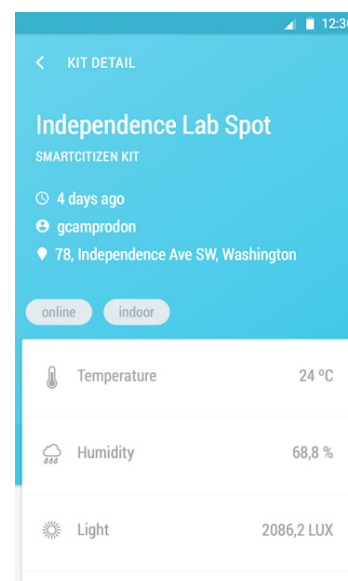 12:30
KIT DETAIL
Independence Lab Spot
SMARTCITIZEN KIT
4 days ago
gcamprodon
78, Independence Ave SW, Washington
online indoor
Temperature 24 ºC
Humidity 68,8 %
Light 2086,2 LUX